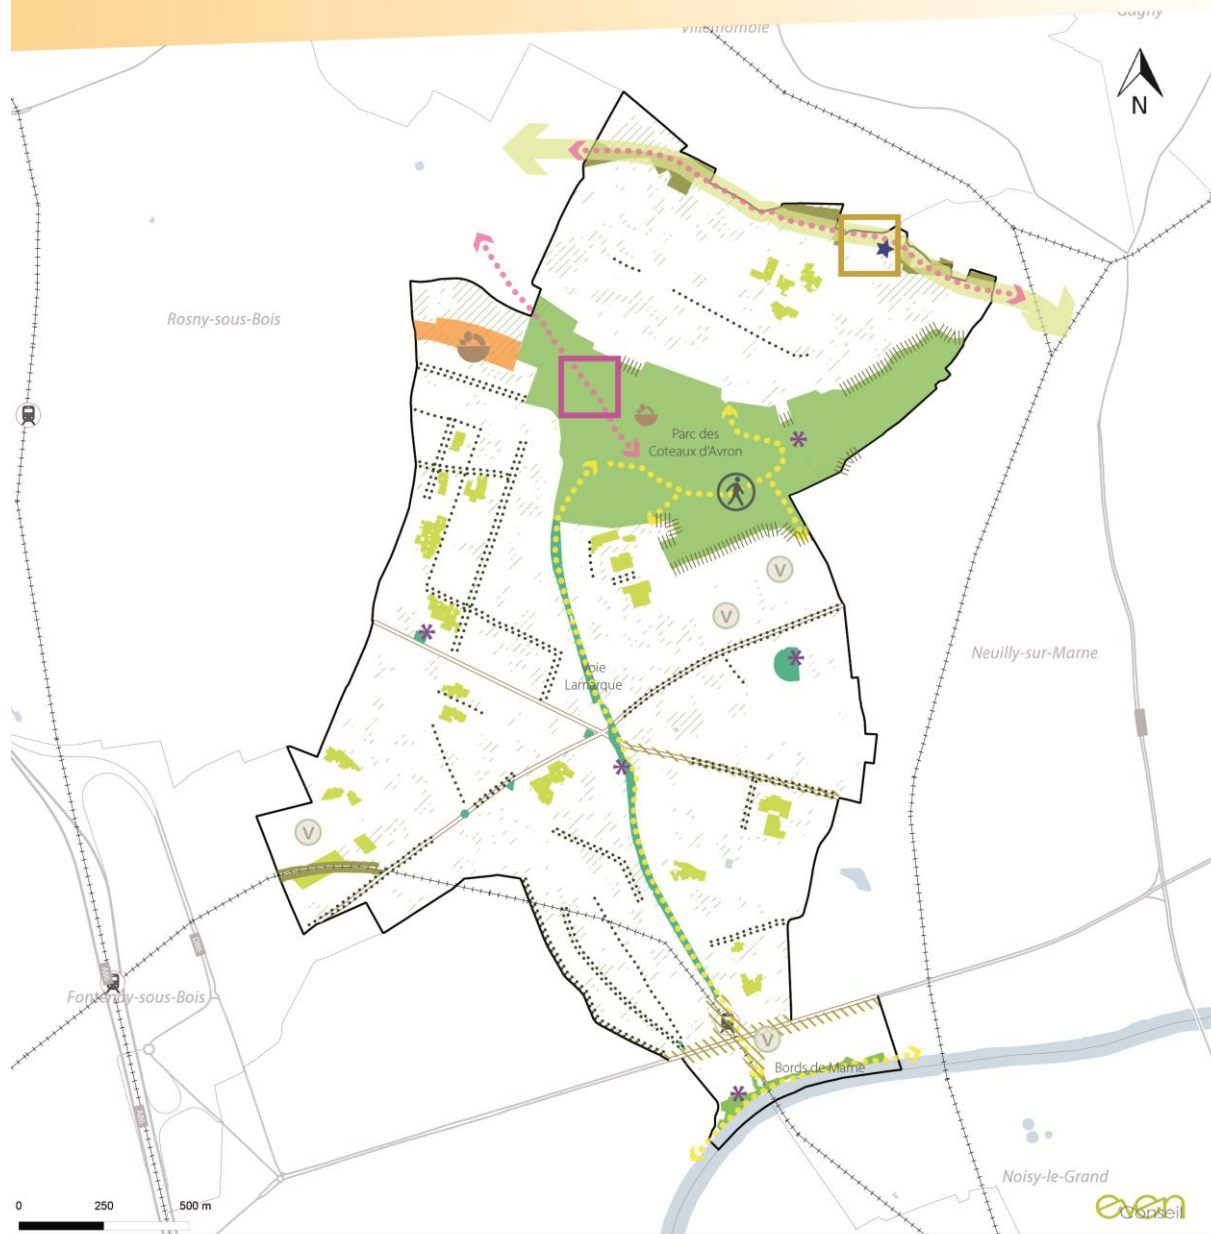 Gagny
Villemomble
N
Rosny-sous-Bois
Parc des
Coteaux d'Avron
V
V
Neuilly-sur-Marne
Voie
Lamarque
V
Fontenay-sous-Bois
V
Bords de Marne
Noisy-le-Grand
0 250 500 m
even
Conseil